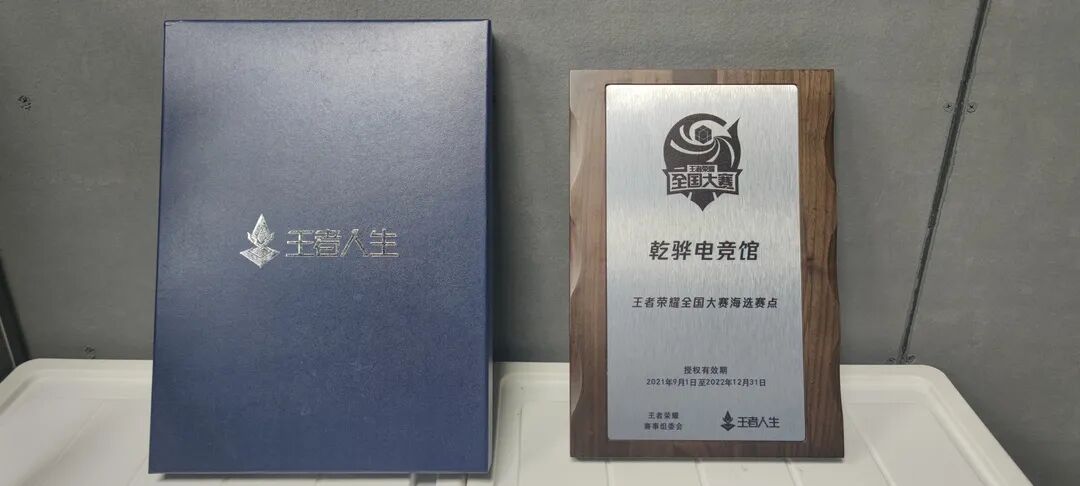 王者人生
王者荣耀
全国大赛
乾骅电竞馆
王者荣耀全国大赛海选赛点
授权有效期
2021年9月1日至2022年12月31日
王者荣耀
赛事组委会
王者人生